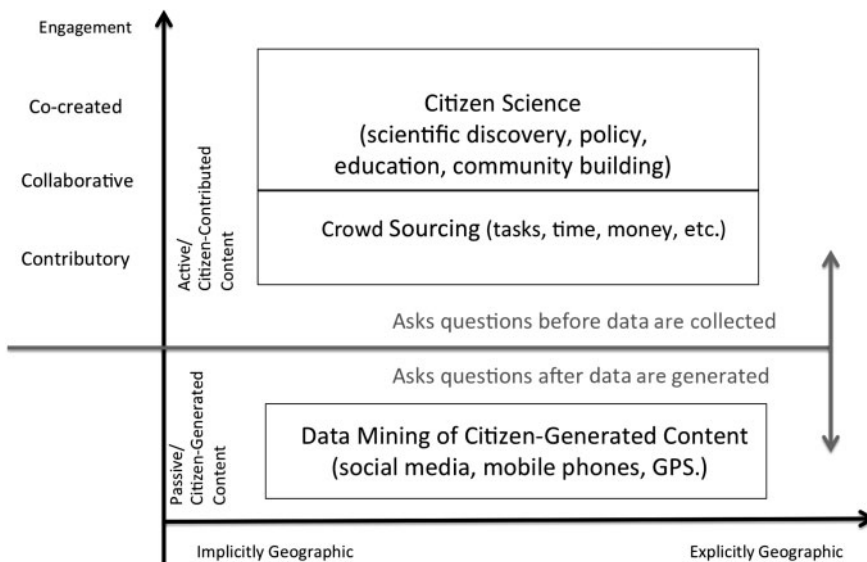 Engagement
Co-created
Collaborative
Contributory
Active/
Citizen-Contributed
Content
Citizen Science
(scientific discovery, policy,
education, community building)
Crowd Sourcing (tasks, time, money, etc.)
Asks questions before data are collected
Asks questions after data are generated
Passive/
Citizen-Generated
Content
Data Mining of Citizen-Generated Content
(social media, mobile phones, GPS.)
Implicitly Geographic
Explicitly Geographic